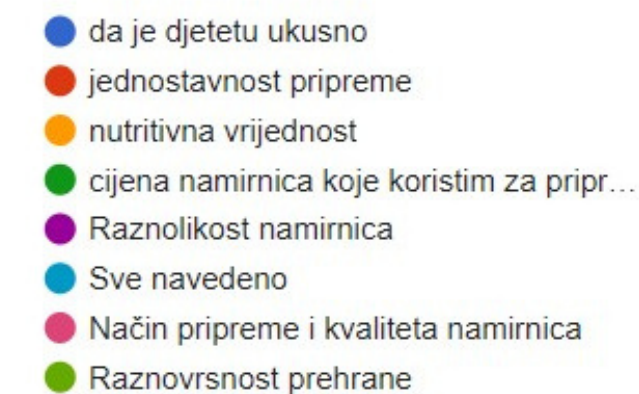 da je djetetu ukusno
jednostavnost pripreme
nutritivna vrijednost
cijena namirnica koje koristim za pripr...
Raznolikost namirnica
Sve navedeno
Način pripreme i kvaliteta namirnica
Raznovrsnost prehrane